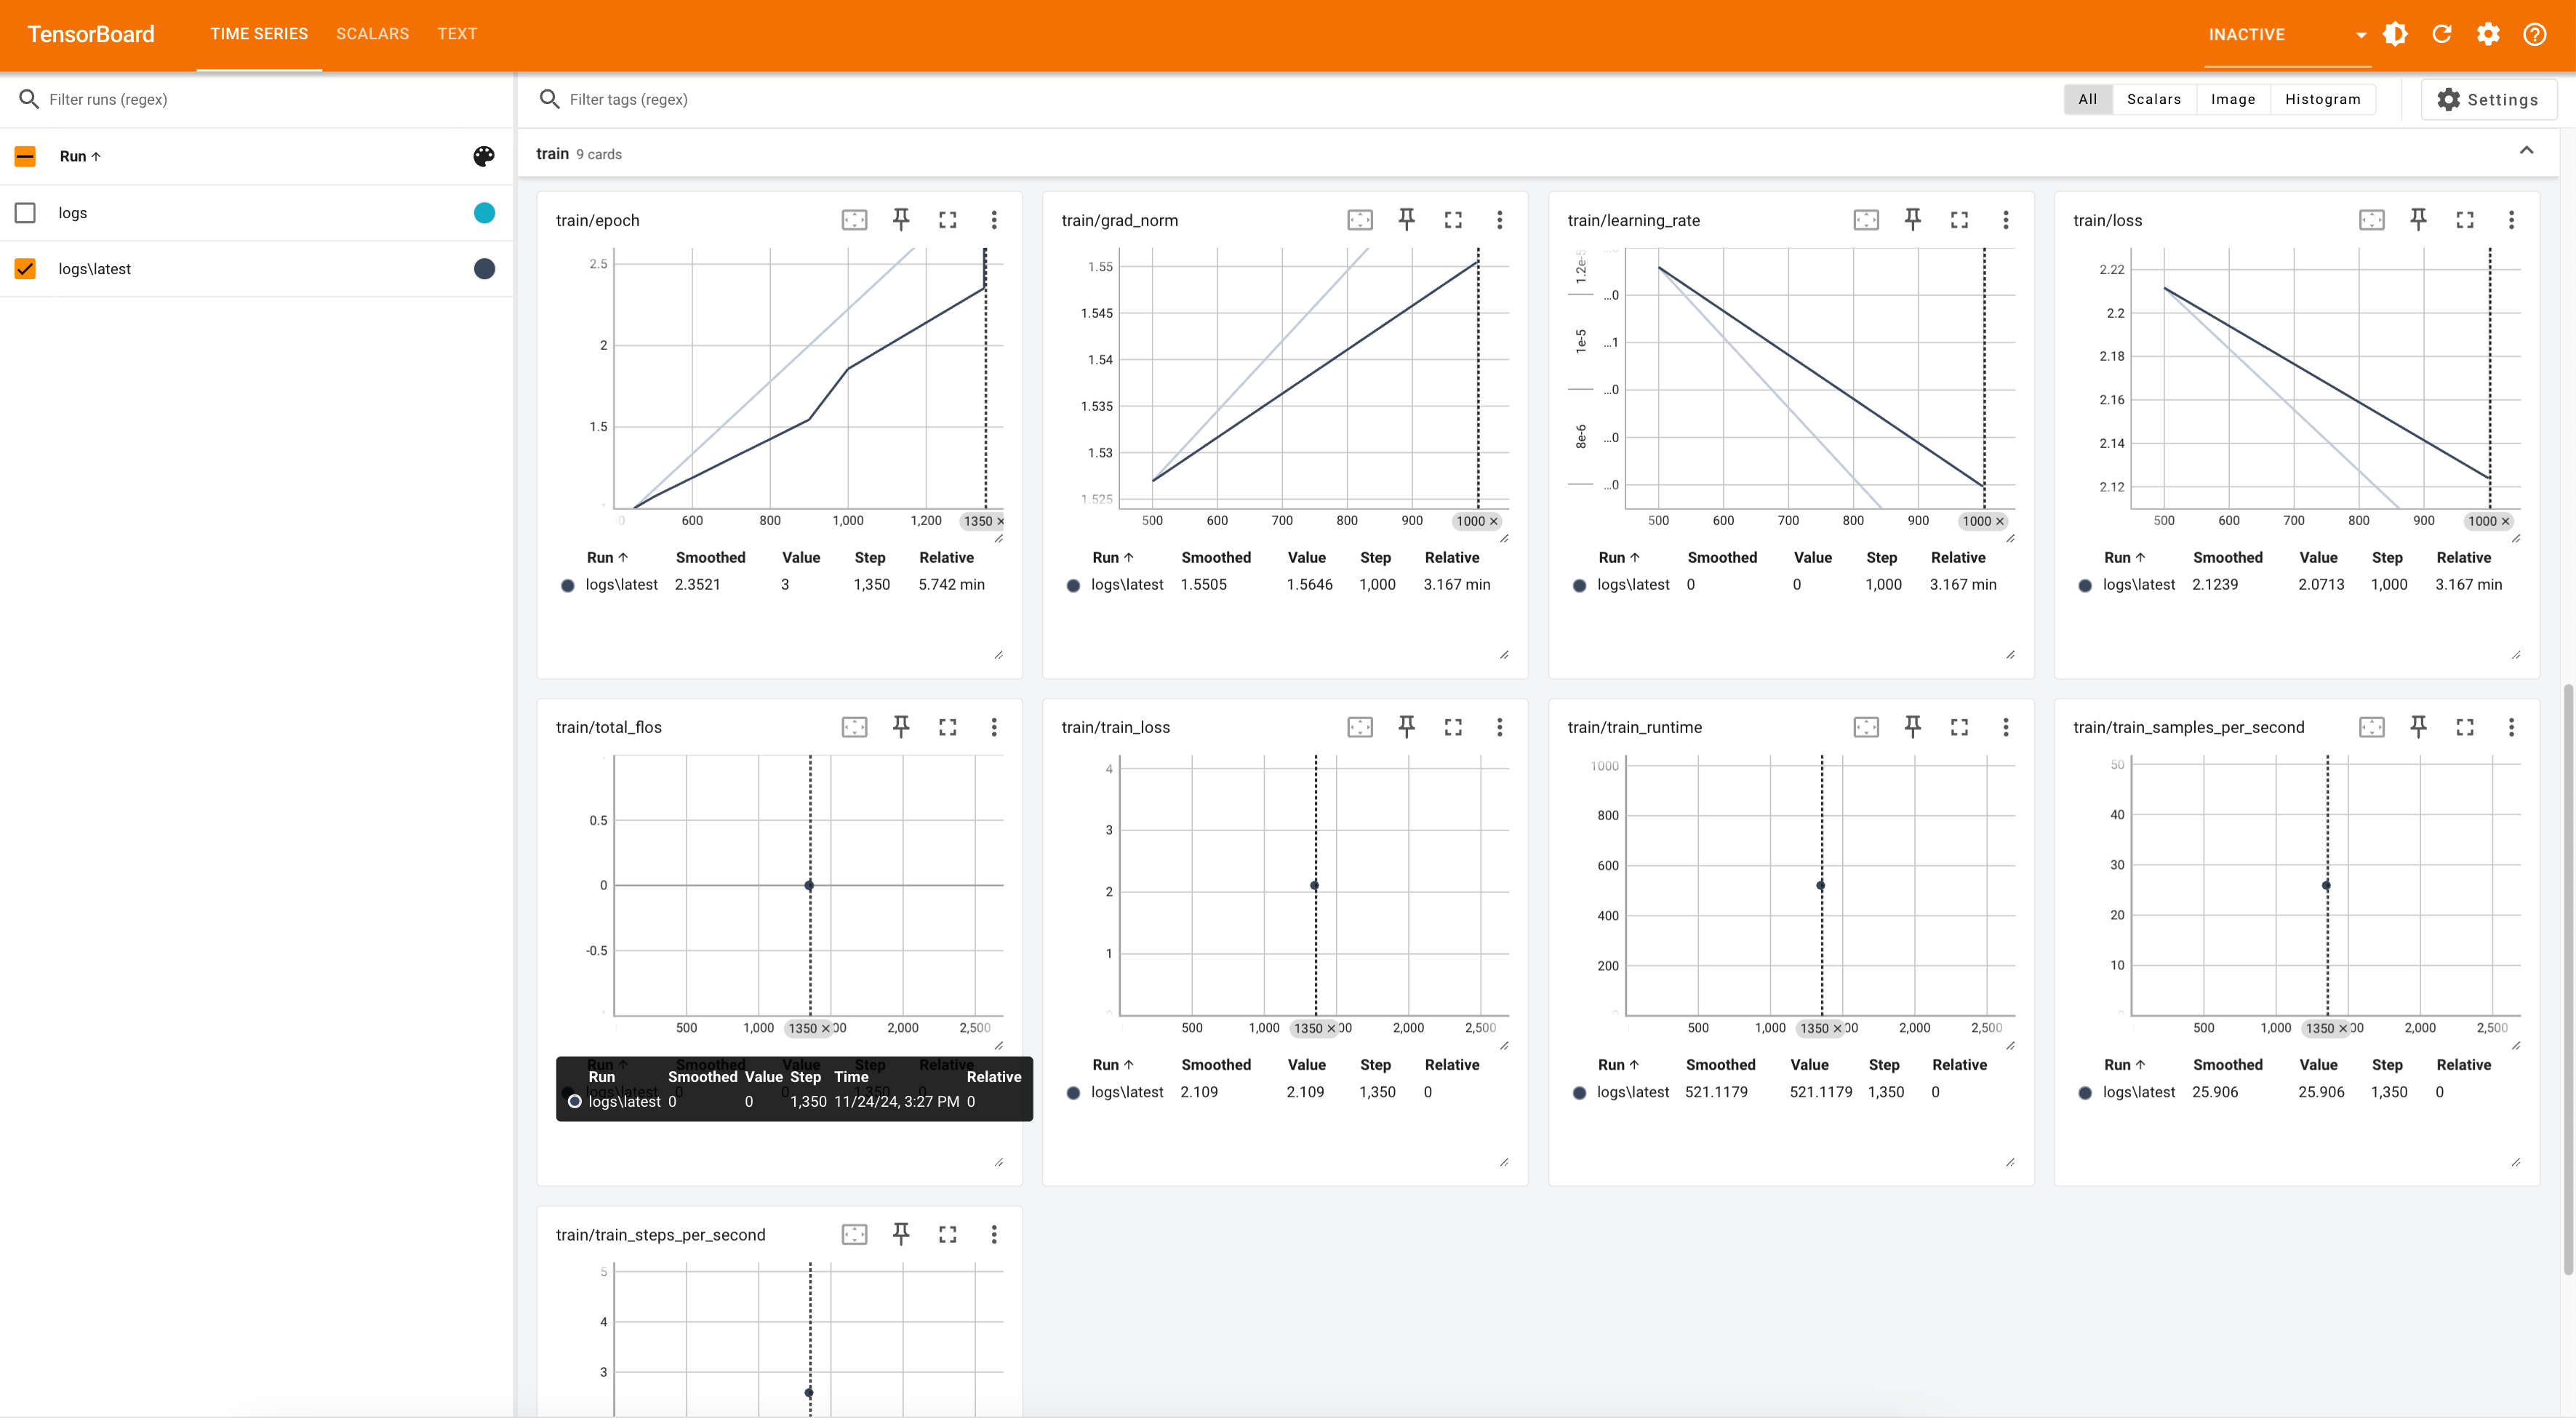 TensorBoard TIME SERIES SCALARS TEXT INACTIVE
Filter runs (regex)
Run
logs
logs\latest
Filter tags (regex) All Scalars Image Histogram Settings
train 9 cards
train/epoch
2.5
2
1.5
600 800 1,000 1,200 1350 ×
Run Smoothed Value Step Relative
logs\latest 2.3521 3 1,350 5.742 min
train/grad_norm
1.55
1.545
1.54
1.535
1.53
1.525
500 600 700 800 900 1000 ×
Run Smoothed Value Step Relative
logs\latest 1.5505 1.5646 1,000 3.167 min
train/learning_rate
1.2e-5
1e-5
8e-6
...0
...1
...0
...0
...0
500 600 700 800 900 1000 ×
Run Smoothed Value Step Relative
logs\latest 0 0 1,000 3.167 min
train/loss
2.22
2.2
2.18
2.16
2.14
2.12
500 600 700 800 900 1000 ×
Run Smoothed Value Step Relative
logs\latest 2.1239 2.0713 1,000 3.167 min
train/total_flos
0.5
0
-0.5
500 1,000 1350 ×00 2,000 2,500
Run Smoothed Value Step Time Relative
logs\latest 0 0 1,350 11/24/24, 3:27 PM 0
train/train_loss
4
3
2
1
500 1,000 1350 ×00 2,000 2,500
Run Smoothed Value Step Relative
logs\latest 2.109 2.109 1,350 0
train/train_runtime
1000
800
600
400
200
500 1,000 1350 ×00 2,000 2,500
Run Smoothed Value Step Relative
logs\latest 521.1179 521.1179 1,350 0
train/train_samples_per_second
50
40
30
20
10
500 1,000 1350 ×00 2,000 2,500
Run Smoothed Value Step Relative
logs\latest 25.906 25.906 1,350 0
train/train_steps_per_second
5
4
3